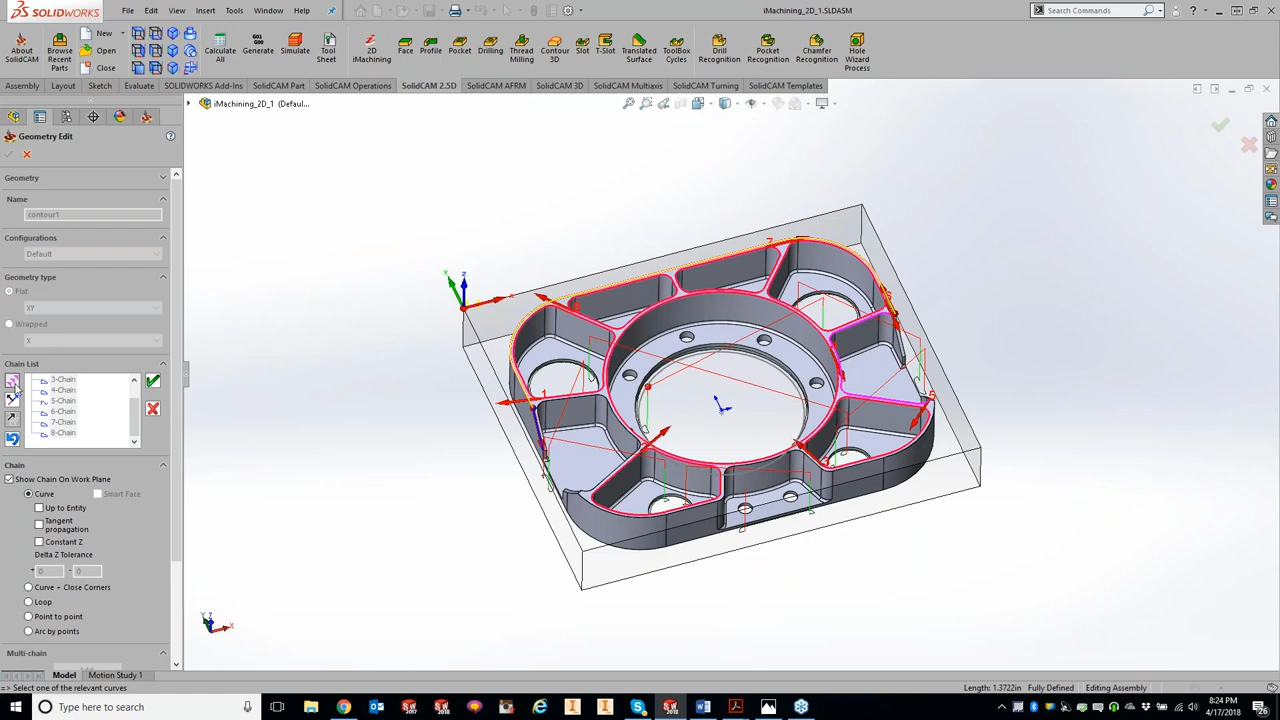 SOLIDWORKS File Edit View Insert Tools Window Help iMachining_2D_1.SLDASM Search Commands
About SolidCAM Browse Recent Parts New Open Close Calculate All G01 G00 Generate Simulate Tool Sheet 2D iMachining Face Profile Pocket Drilling Thread Milling Contour 3D Slot T-Slot Translated Surface ToolBox Cycles Drill Recognition Pocket Recognition Chamfer Recognition Hole Wizard Process
Assembly Layout Sketch Evaluate SOLIDWORKS Add-Ins SolidCAM Part SolidCAM Operations SolidCAM 2.5D SolidCAM AFRM SolidCAM 3D SolidCAM Multiaxis SolidCAM Turning SolidCAM Templates
iMachining_2D_1 (Defaul...
Geometry Edit
Geometry
Name
contour1
Configurations
Default
Geometry type
Flat
XY
Wrapped
X
Chain List
3-Chain
4-Chain
5-Chain
6-Chain
7-Chain
8-Chain
Chain
Show Chain On Work Plane
Curve Smart Face
Up to Entity
Tangent propagation
Constant Z
Delta Z Tolerance
+ 0 - 0
Curve + Close Corners
Loop
Point to point
Arc by points
Multi-chain
Add
Model Motion Study 1
=> Select one of the relevant curves Length: 1.3722in Fully Defined Editing Assembly
Type here to search 8:24 PM
4/17/2018